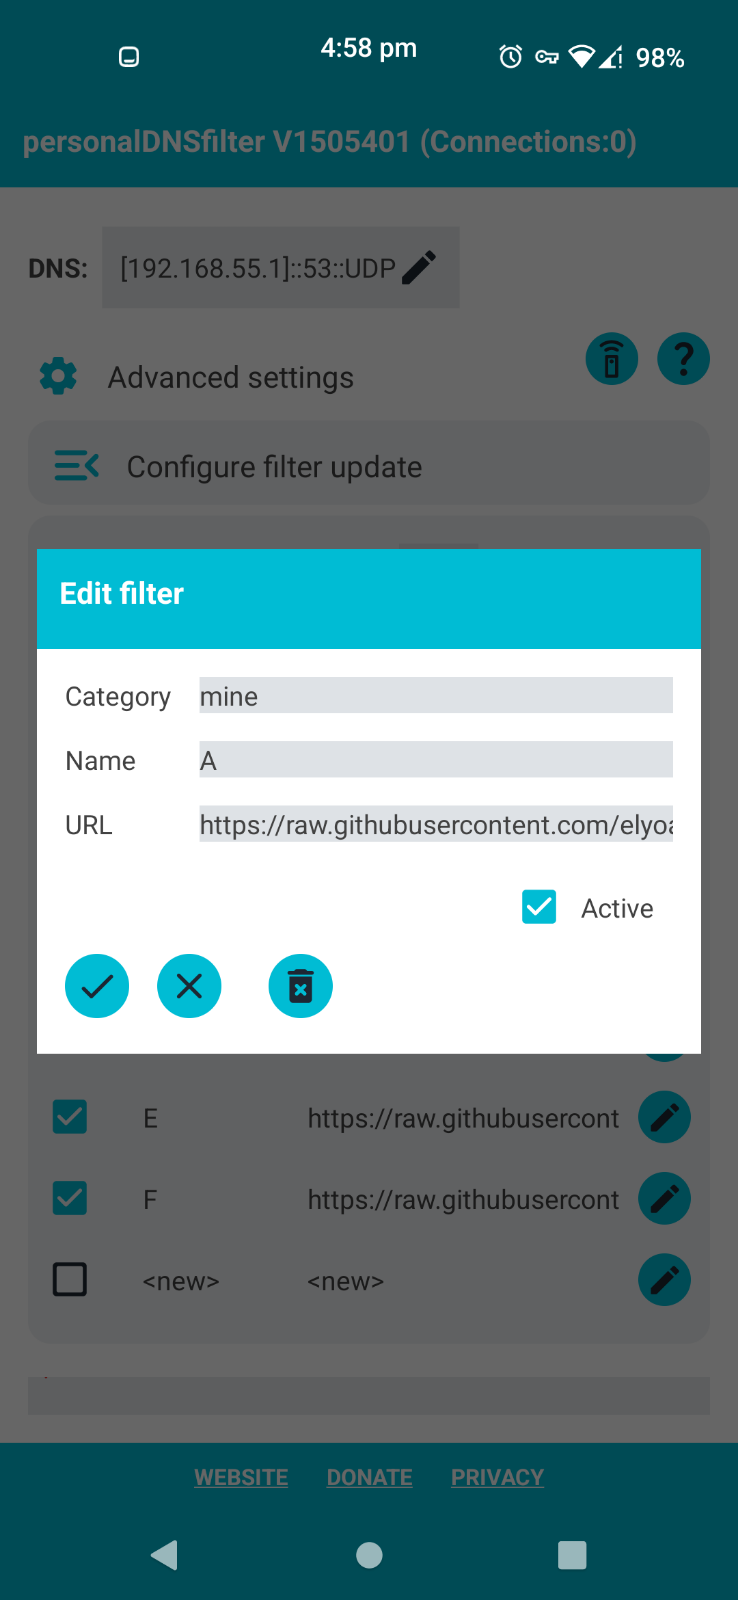 4:58 pm
98%
personalDNSfilter V1505401 (Connections:0)
DNS: [192.168.55.1]::53::UDP
Advanced settings
?
Configure filter update
Edit filter
Category mine
Name A
URL https://raw.githubusercontent.com/elyoa
Active
E https://raw.githubusercont
F https://raw.githubusercont
<new> <new>
WEBSITE DONATE PRIVACY